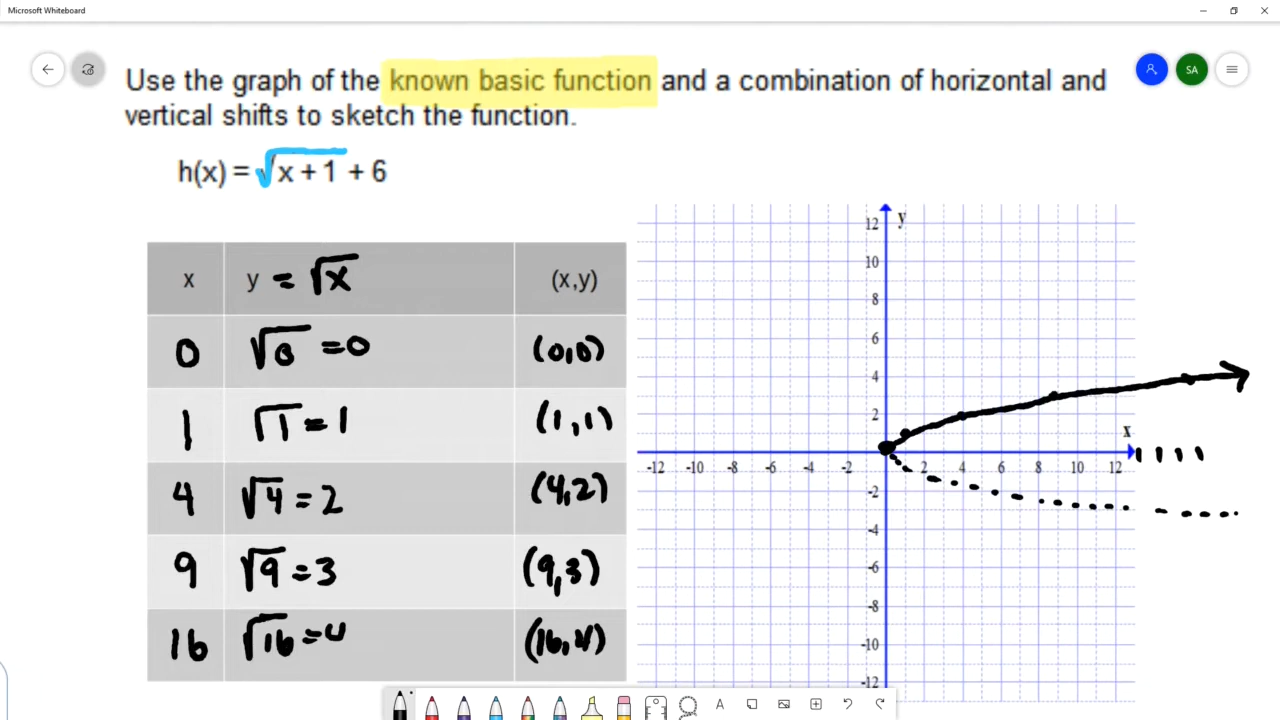 Microsoft Whiteboard
SA
Use the graph of the known basic function and a combination of horizontal and
vertical shifts to sketch the function.
h(x) = √x + 1 + 6
x y = √x (x,y)
0 √0 = 0 (0,0)
1 √1 = 1 (1,1)
4 √4 = 2 (4,2)
9 √9 = 3 (9,3)
16 √16 = 4 (16,4)
y
12
10
8
6
4
2
x
-12 -10 -8 -6 -4 -2 2 4 6 8 10 12
-2
-4
-6
-8
-10
-12
A